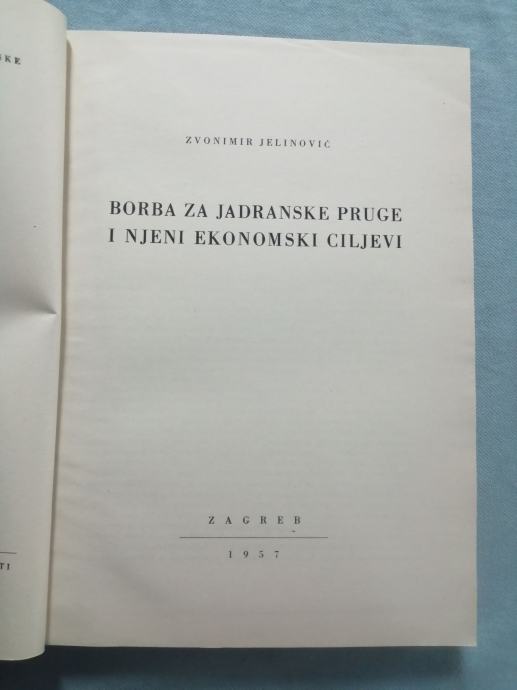 ZVONIMIR JELINOVIĆ
BORBA ZA JADRANSKE PRUGE
I NJENI EKONOMSKI CILJEVI
ZAGREB
1957